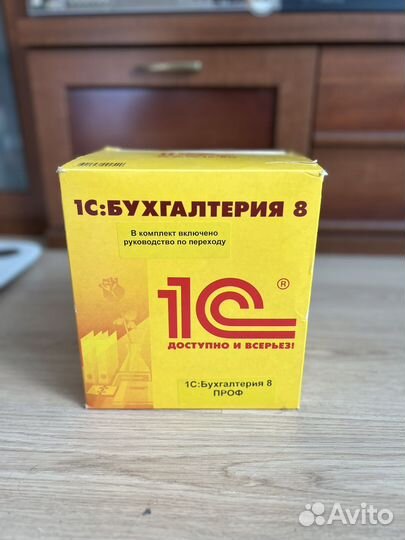 1С:БУХГАЛТЕРИЯ 8
В комплект включено
руководство по переходу
1С®
ДОСТУПНО И ВСЕРЬЕЗ!
1С:Бухгалтерия 8
ПРОФ
Avito